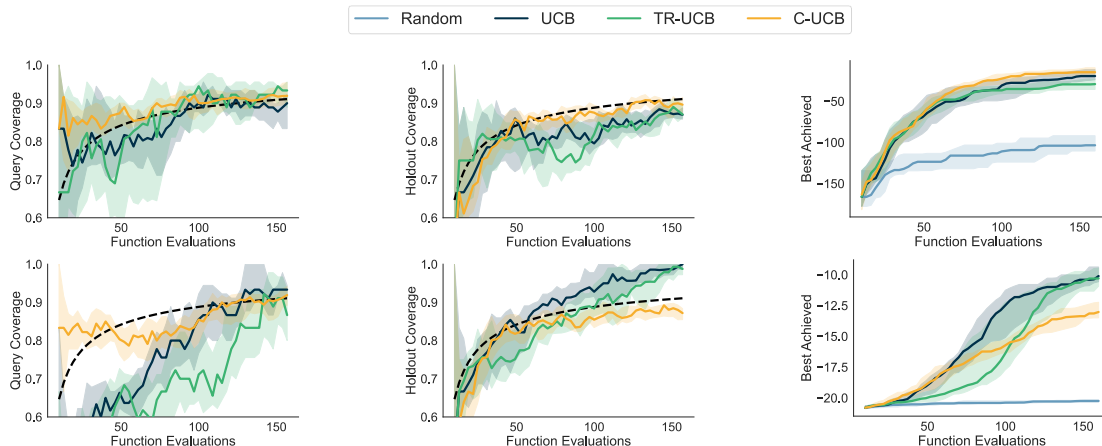 Random UCB TR-UCB C-UCB
1.0
0.9
0.8
0.7
0.6
Query Coverage
50 100 150
Function Evaluations
1.0
0.9
0.8
0.7
0.6
Holdout Coverage
50 100 150
Function Evaluations
−50
−100
−150
Best Achieved
50 100 150
Function Evaluations
1.0
0.9
0.8
0.7
0.6
Query Coverage
50 100 150
Function Evaluations
1.0
0.9
0.8
0.7
0.6
Holdout Coverage
50 100 150
Function Evaluations
−10.0
−12.5
−15.0
−17.5
−20.0
Best Achieved
50 100 150
Function Evaluations